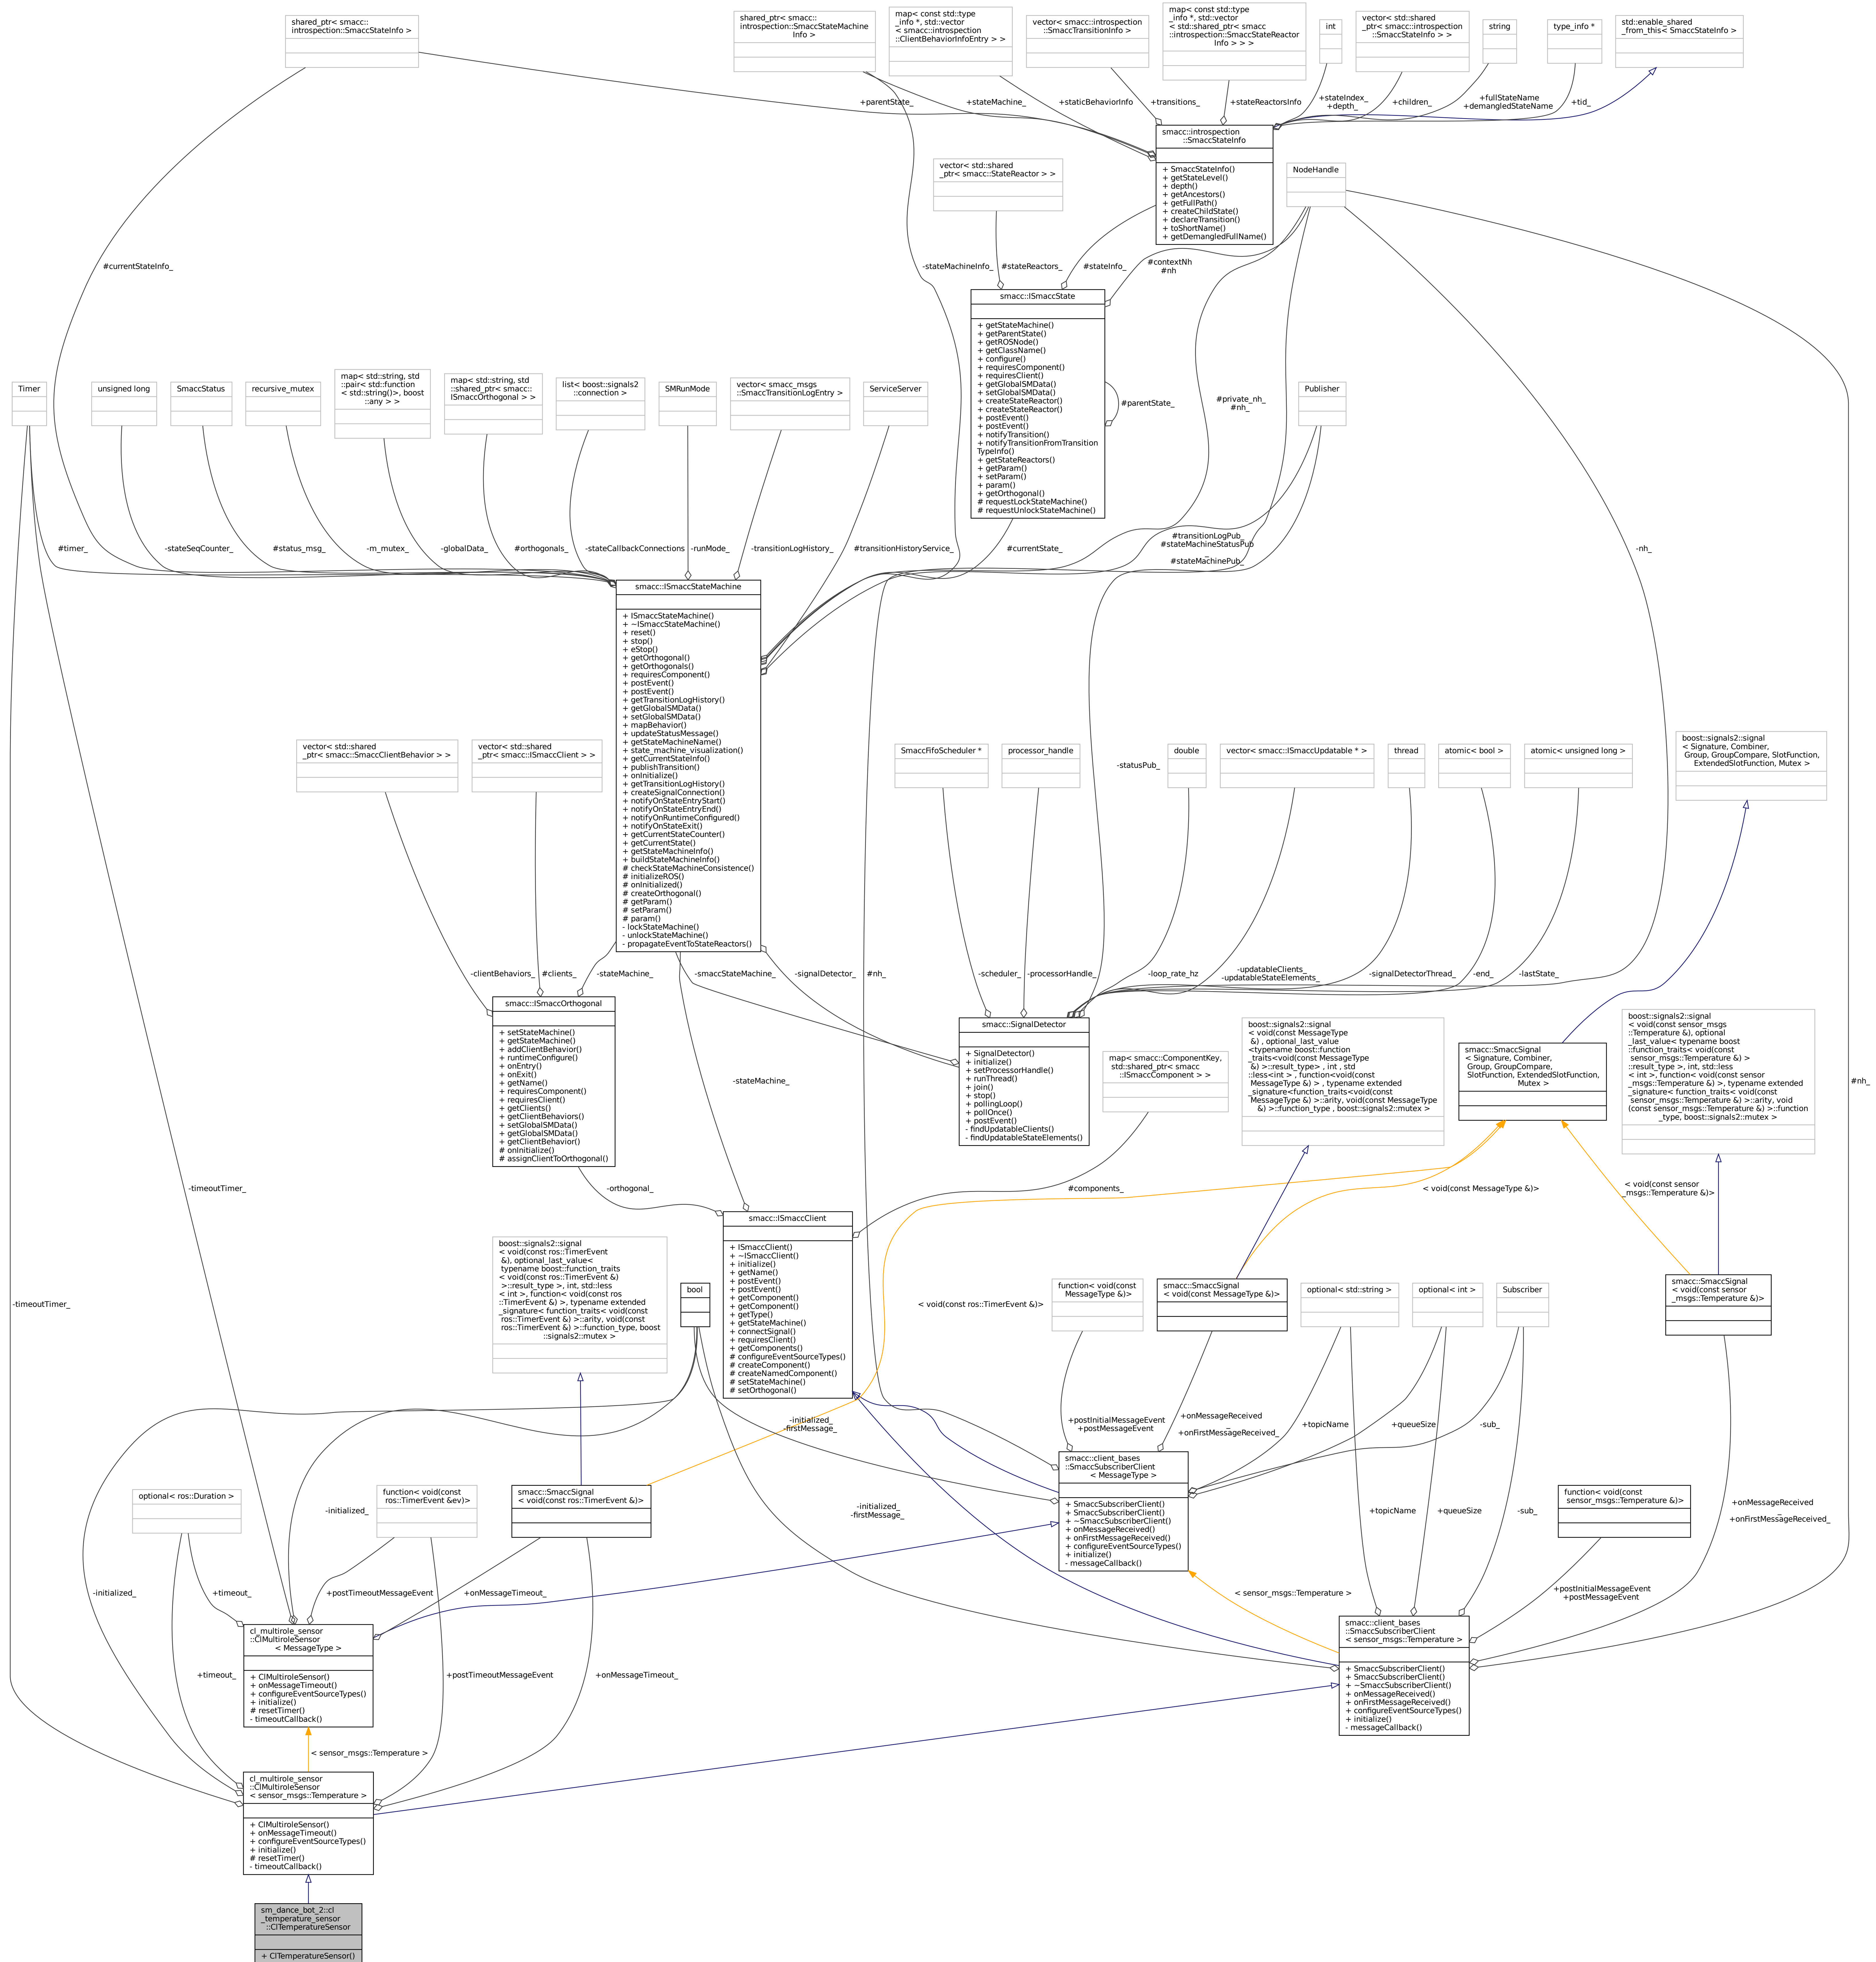 shared_ptr< smacc::
introspection::SmaccStateInfo >
shared_ptr< smacc::
introspection::SmaccStateMachine
Info >
map< const std::type
_info *, std::vector
< smacc::introspection
::ClientBehaviorInfoEntry > >
vector< smacc::introspection
::SmaccTransitionInfo >
map< const std::type
_info *, std::vector
< std::shared_ptr< smacc
::introspection::SmaccStateReactor
Info > > >
int
vector< std::shared
_ptr< smacc::introspection
::SmaccStateInfo > >
string
type_info *
std::enable_shared
_from_this< SmaccStateInfo >
+parentState_
+stateMachine_
+staticBehaviorInfo
+transitions_
+stateReactorsInfo
+stateIndex_
+depth_
+children_
+fullStateName
+demangledStateName
+tid_
smacc::introspection
::SmaccStateInfo
+ SmaccStateInfo()
+ getStateLevel()
+ depth()
+ getAncestors()
+ getFullPath()
+ createChildState()
+ declareTransition()
+ toShortName()
+ getDemangledFullName()
vector< std::shared
_ptr< smacc::StateReactor > >
NodeHandle
#currentStateInfo_
-stateMachineInfo_
#stateReactors_
#stateInfo_
#contextNh
#nh
smacc::ISmaccState
+ getStateMachine()
+ getParentState()
+ getROSNode()
+ getClassName()
+ configure()
+ requiresComponent()
+ requiresClient()
+ getGlobalSMData()
+ setGlobalSMData()
+ createStateReactor()
+ createStateReactor()
+ postEvent()
+ postEvent()
+ notifyTransition()
+ notifyTransitionFromTransition
TypeInfo()
+ getStateReactors()
+ getParam()
+ setParam()
+ param()
+ getOrthogonal()
# requestLockStateMachine()
# requestUnlockStateMachine()
#parentState_
#private_nh_
#nh_
Timer
unsigned long
SmaccStatus
recursive_mutex
map< std::string, std
::pair< std::function
< std::string()>, boost
::any > >
map< std::string, std
::shared_ptr< smacc::
ISmaccOrthogonal > >
list< boost::signals2
::connection >
SMRunMode
vector< smacc_msgs
::SmaccTransitionLogEntry >
ServiceServer
Publisher
#timer_
-stateSeqCounter_
#status_msg_
-m_mutex_
-globalData_
#orthogonals_
-stateCallbackConnections
-runMode_
-transitionLogHistory_
#transitionHistoryService_
#currentState_
#transitionLogPub_
#stateMachineStatusPub
_
#stateMachinePub_
-nh_
smacc::ISmaccStateMachine
+ ISmaccStateMachine()
+ ~ISmaccStateMachine()
+ reset()
+ stop()
+ eStop()
+ getOrthogonal()
+ getOrthogonals()
+ requiresComponent()
+ postEvent()
+ postEvent()
+ getTransitionLogHistory()
+ getGlobalSMData()
+ setGlobalSMData()
+ mapBehavior()
+ updateStatusMessage()
+ getStateMachineName()
+ state_machine_visualization()
+ getCurrentStateInfo()
+ publishTransition()
+ onInitialize()
+ getTransitionLogHistory()
+ createSignalConnection()
+ notifyOnStateEntryStart()
+ notifyOnStateEntryEnd()
+ notifyOnRuntimeConfigured()
+ notifyOnStateExit()
+ getCurrentStateCounter()
+ getCurrentState()
+ getStateMachineInfo()
+ buildStateMachineInfo()
# checkStateMachineConsistence()
# initializeROS()
# onInitialized()
# createOrthogonal()
# getParam()
# setParam()
# param()
- lockStateMachine()
- unlockStateMachine()
- propagateEventToStateReactors()
vector< std::shared
_ptr< smacc::SmaccClientBehavior > >
vector< std::shared
_ptr< smacc::ISmaccClient > >
SmaccFifoScheduler *
processor_handle
-statusPub_
double
vector< smacc::ISmaccUpdatable * >
thread
atomic< bool >
atomic< unsigned long >
boost::signals2::signal
< Signature, Combiner,
Group, GroupCompare, SlotFunction,
ExtendedSlotFunction, Mutex >
-clientBehaviors_
#clients_
-stateMachine_
-smaccStateMachine_
-signalDetector_
#nh_
-scheduler_
-processorHandle_
-loop_rate_hz
-updatableClients_
-updatableStateElements_
-signalDetectorThread_
-end_
-lastState_
smacc::ISmaccOrthogonal
+ setStateMachine()
+ getStateMachine()
+ addClientBehavior()
+ runtimeConfigure()
+ onEntry()
+ onExit()
+ getName()
+ requiresComponent()
+ requiresClient()
+ getClients()
+ getClientBehaviors()
+ setGlobalSMData()
+ getGlobalSMData()
+ getClientBehavior()
# onInitialize()
# assignClientToOrthogonal()
smacc::SignalDetector
+ SignalDetector()
+ initialize()
+ setProcessorHandle()
+ runThread()
+ join()
+ stop()
+ pollingLoop()
+ pollOnce()
+ postEvent()
- findUpdatableClients()
- findUpdatableStateElements()
map< smacc::ComponentKey,
std::shared_ptr< smacc
::ISmaccComponent > >
boost::signals2::signal
< void(const MessageType
&) , optional_last_value
<typename boost::function
_traits<void(const MessageType
&) >::result_type> , int , std
::less<int > , function<void(const
MessageType &) > , typename extended
_signature<function_traits<void(const
MessageType &) >::arity, void(const MessageType
&) >::function_type , boost::signals2::mutex >
smacc::SmaccSignal
< Signature, Combiner,
Group, GroupCompare,
SlotFunction, ExtendedSlotFunction,
Mutex >
boost::signals2::signal
< void(const sensor_msgs
::Temperature &), optional
_last_value< typename boost
::function_traits< void(const
sensor_msgs::Temperature &) >
::result_type >, int, std::less
< int >, function< void(const sensor
_msgs::Temperature &) >, typename extended
_signature< function_traits< void(const
sensor_msgs::Temperature &) >::arity, void
(const sensor_msgs::Temperature &) >::function
_type, boost::signals2::mutex >
-stateMachine_
#nh_
-timeoutTimer_
-orthogonal_
#components_
< void(const MessageType &)>
< void(const sensor
_msgs::Temperature &)>
smacc::ISmaccClient
+ ISmaccClient()
+ ~ISmaccClient()
+ initialize()
+ getName()
+ postEvent()
+ postEvent()
+ getComponent()
+ getComponent()
+ getType()
+ getStateMachine()
+ connectSignal()
+ requiresClient()
+ getComponents()
# configureEventSourceTypes()
# createComponent()
# createNamedComponent()
# setStateMachine()
# setOrthogonal()
boost::signals2::signal
< void(const ros::TimerEvent
&), optional_last_value<
typename boost::function_traits
< void(const ros::TimerEvent &)
>::result_type >, int, std::less
< int >, function< void(const ros
::TimerEvent &) >, typename extended
_signature< function_traits< void(const
ros::TimerEvent &) >::arity, void(const
ros::TimerEvent &) >::function_type, boost
::signals2::mutex >
bool
-timeoutTimer_
< void(const ros::TimerEvent &)>
function< void(const
MessageType &)>
smacc::SmaccSignal
< void(const MessageType &)>
optional< std::string >
optional< int >
Subscriber
smacc::SmaccSignal
< void(const sensor
_msgs::Temperature &)>
-initialized_
-firstMessage_
+postInitialMessageEvent
+postMessageEvent
+onMessageReceived
_
+onFirstMessageReceived_
+topicName
+queueSize
-sub_
smacc::client_bases
::SmaccSubscriberClient
< MessageType >
+ SmaccSubscriberClient()
+ SmaccSubscriberClient()
+ ~SmaccSubscriberClient()
+ onMessageReceived()
+ onFirstMessageReceived()
+ configureEventSourceTypes()
+ initialize()
- messageCallback()
optional< ros::Duration >
-initialized_
function< void(const
ros::TimerEvent &ev)>
smacc::SmaccSignal
< void(const ros::TimerEvent &)>
-initialized_
-firstMessage_
+topicName
+queueSize
-sub_
function< void(const
sensor_msgs::Temperature &)>
+onMessageReceived
_
+onFirstMessageReceived_
-initialized_
+timeout_
+postTimeoutMessageEvent
+onMessageTimeout_
< sensor_msgs::Temperature >
+postInitialMessageEvent
+postMessageEvent
cl_multirole_sensor
::ClMultiroleSensor
< MessageType >
+ ClMultiroleSensor()
+ onMessageTimeout()
+ configureEventSourceTypes()
+ initialize()
# resetTimer()
- timeoutCallback()
smacc::client_bases
::SmaccSubscriberClient
< sensor_msgs::Temperature >
+ SmaccSubscriberClient()
+ SmaccSubscriberClient()
+ ~SmaccSubscriberClient()
+ onMessageReceived()
+ onFirstMessageReceived()
+ configureEventSourceTypes()
+ initialize()
- messageCallback()
+timeout_
+postTimeoutMessageEvent
+onMessageTimeout_
< sensor_msgs::Temperature >
cl_multirole_sensor
::ClMultiroleSensor
< sensor_msgs::Temperature >
+ ClMultiroleSensor()
+ onMessageTimeout()
+ configureEventSourceTypes()
+ initialize()
# resetTimer()
- timeoutCallback()
sm_dance_bot_2::cl
_temperature_sensor
::ClTemperatureSensor
+ ClTemperatureSensor()